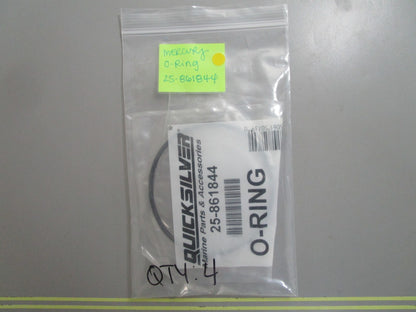 MERCURY
O-Ring
25-861844
QUICKSILVER
Marine Parts & Accessories
25-861844
O-RING
QTY: 4